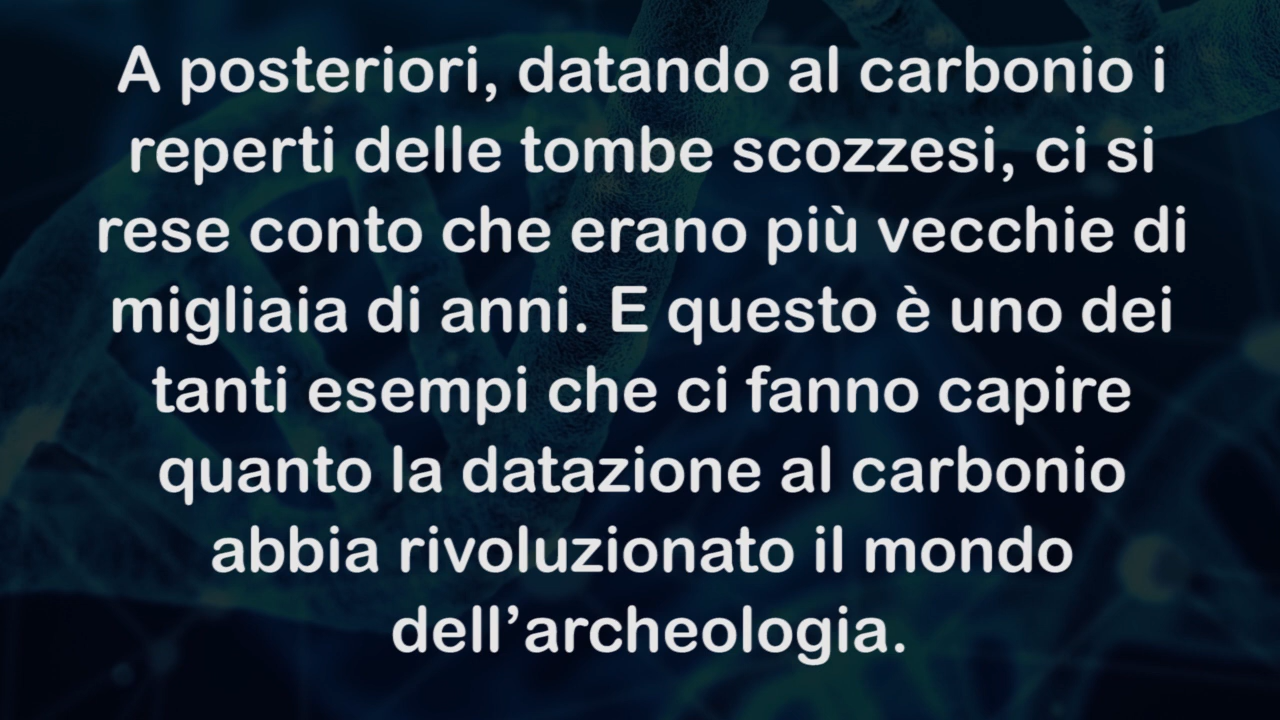 A posteriori, datando al carbonio i
reperti delle tombe scozzesi, ci si
rese conto che erano più vecchie di
migliaia di anni. E questo è uno dei
tanti esempi che ci fanno capire
quanto la datazione al carbonio
abbia rivoluzionato il mondo
dell’archeologia.